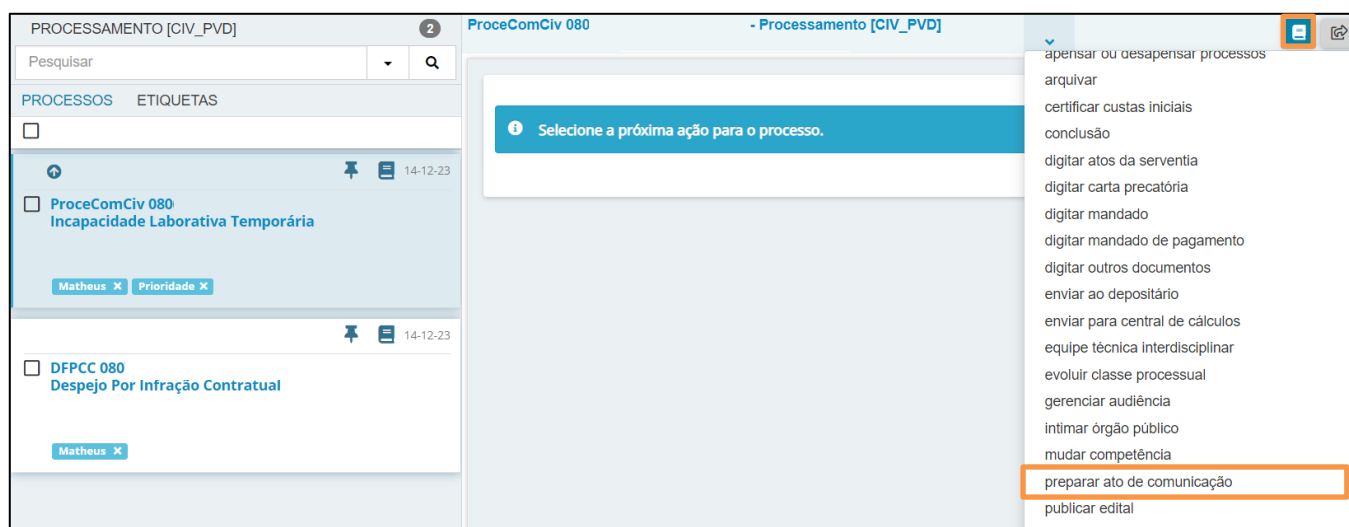 PROCESSAMENTO [CIV_PVD]
2
Pesquisar
PROCESSOS ETIQUETAS
14-12-23
ProceComCiv 080
Incapacidade Laborativa Temporária
Matheus X Prioridade X
14-12-23
DFPCC 080
Despejo Por Infração Contratual
Matheus X
ProceComCiv 080 - Processamento [CIV_PVD]
Selecione a próxima ação para o processo.
apensar ou desapensar processos
arquivar
certificar custas iniciais
conclusão
digitar atos da serventia
digitar carta precatória
digitar mandado
digitar mandado de pagamento
digitar outros documentos
enviar ao depositário
enviar para central de cálculos
equipe técnica interdisciplinar
evoluir classe processual
gerenciar audiência
intimar órgão público
mudar competência
preparar ato de comunicação
publicar edital